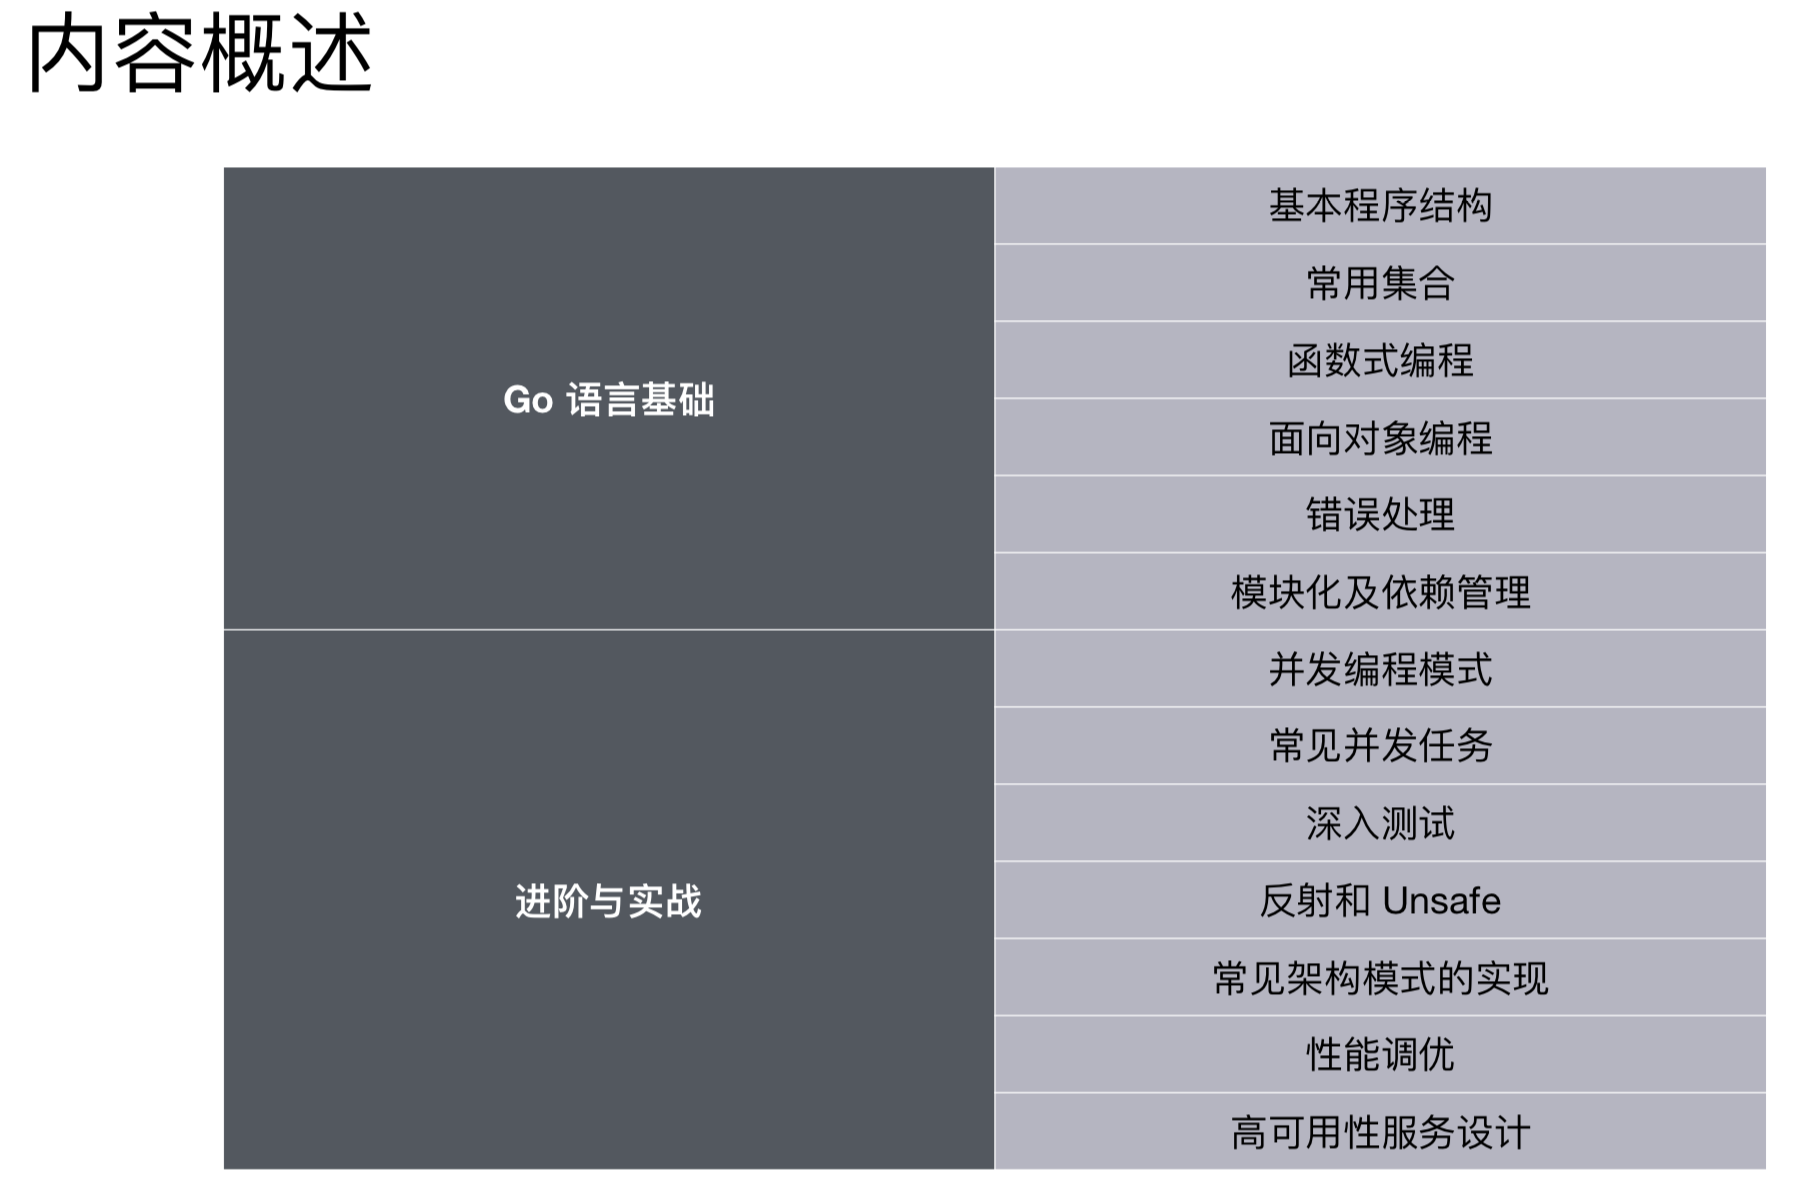 内容概述
Go 语言基础
基本程序结构
常用集合
函数式编程
面向对象编程
错误处理
模块化及依赖管理
进阶与实战
并发编程模式
常见并发任务
深入测试
反射和 Unsafe
常见架构模式的实现
性能调优
高可用性服务设计